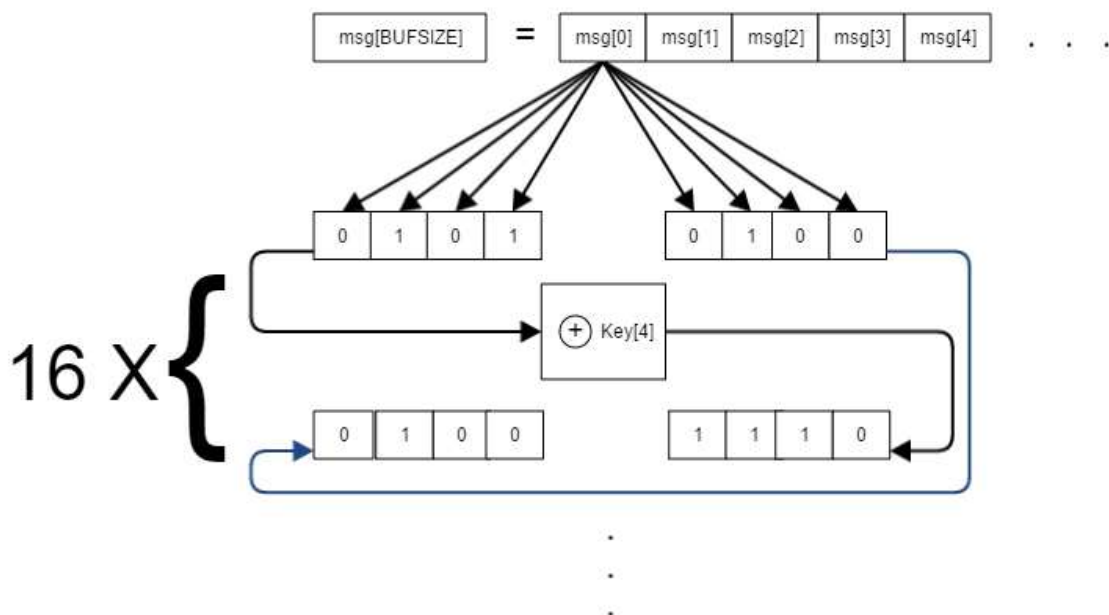 msg[BUFSIZE] = msg[0] msg[1] msg[2] msg[3] msg[4] . . .
0 1 0 1 0 1 0 0
+ Key[4]
16 X {
0 1 0 0 1 1 1 0
.
.
.